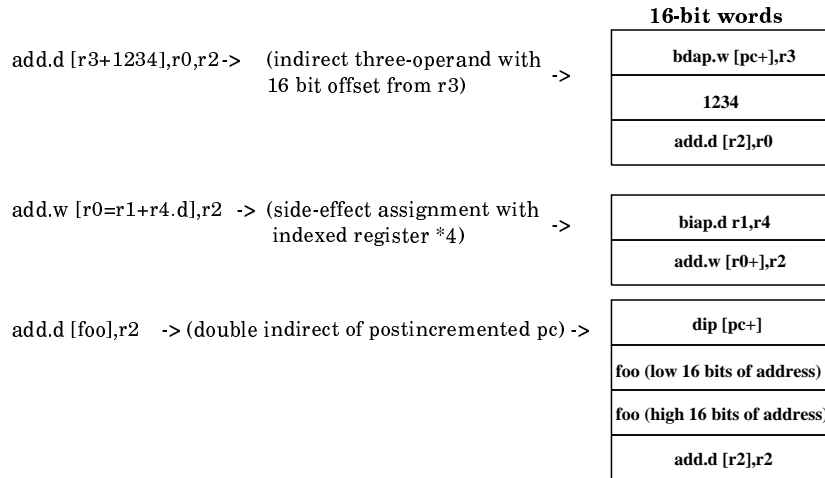 16-bit words
add.d [r3+1234],r0,r2-> (indirect three-operand with
16 bit offset from r3) ->
bdap.w [pc+],r3
1234
add.d [r2],r0
add.w [r0=r1+r4.d],r2 -> (side-effect assignment with
indexed register *4) ->
biap.d r1,r4
add.w [r0+],r2
add.d [foo],r2 -> (double indirect of postincremented pc) ->
dip [pc+]
foo (low 16 bits of address)
foo (high 16 bits of address)
add.d [r2],r2